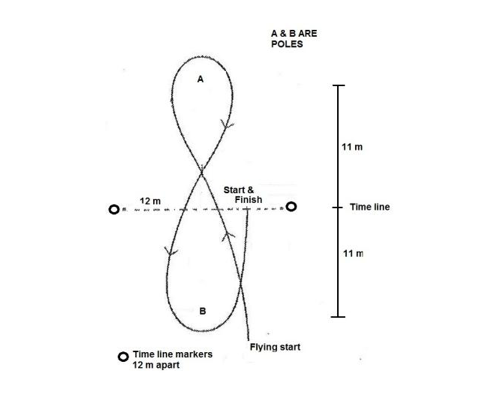 A & B ARE
POLES
A
11 m
Start &
Finish
12 m
Time line
11 m
B
Flying start
Time line markers
12 m apart